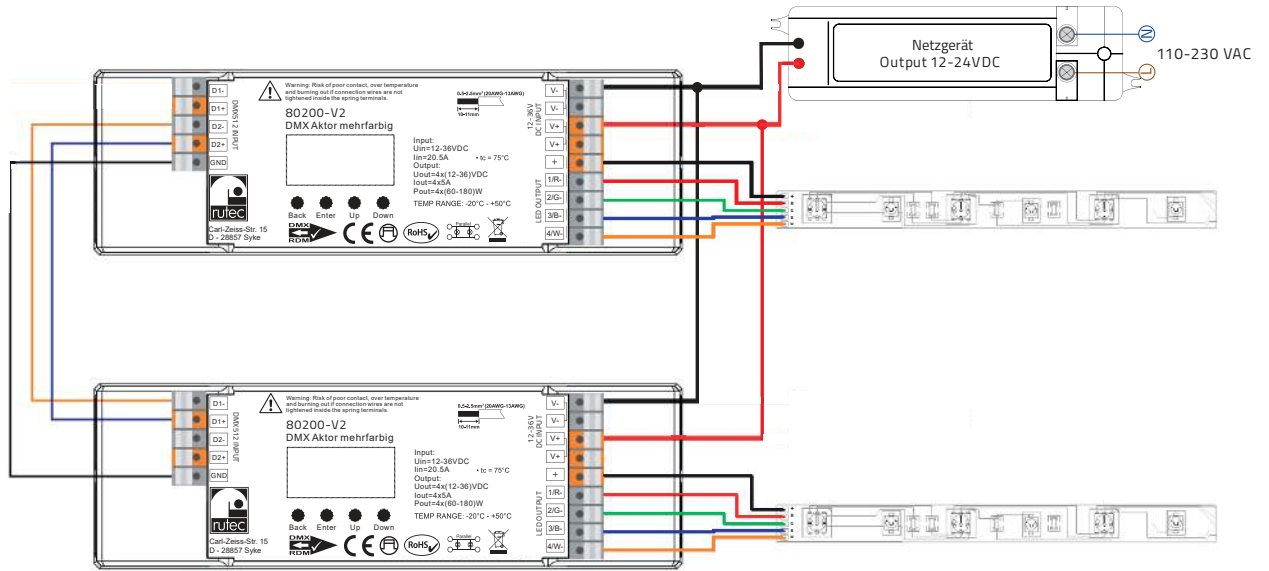 Netzgerät
Output 12-24VDC
N
L
110-230 VAC
D1-
D1+
D2-
D2+
GND
DMX512 INPUT
Warning: Risk of poor contact, over temperature
and burning out if connection wires are not
tightened inside the spring terminals.
0.5-2.5mm² (20AWG-13AWG)
10-11mm
80200-V2
DMX Aktor mehrfarbig
Input:
Uin=12-36VDC
Iin=20.5A
• tc = 75°C
Output:
Uout=4x(12-36)VDC
Iout=4x5A
Pout=4x(60-180)W
TEMP RANGE: -20°C - +50°C
Back Enter Up Down
rutec
Carl-Zeiss-Str. 15
D - 28857 Syke
DMX
RDM
CE
RoHS
Parallel
12-36V
DC INPUT
V-
V-
V+
V+
+
LED OUTPUT
1/R-
2/G-
3/B-
4/W-
D1-
D1+
D2-
D2+
GND
DMX512 INPUT
Warning: Risk of poor contact, over temperature
and burning out if connection wires are not
tightened inside the spring terminals.
0.5-2.5mm² (20AWG-13AWG)
10-11mm
80200-V2
DMX Aktor mehrfarbig
Input:
Uin=12-36VDC
Iin=20.5A
• tc = 75°C
Output:
Uout=4x(12-36)VDC
Iout=4x5A
Pout=4x(60-180)W
TEMP RANGE: -20°C - +50°C
Back Enter Up Down
rutec
Carl-Zeiss-Str. 15
D - 28857 Syke
DMX
RDM
CE
RoHS
Parallel
12-36V
DC INPUT
V-
V-
V+
V+
+
LED OUTPUT
1/R-
2/G-
3/B-
4/W-